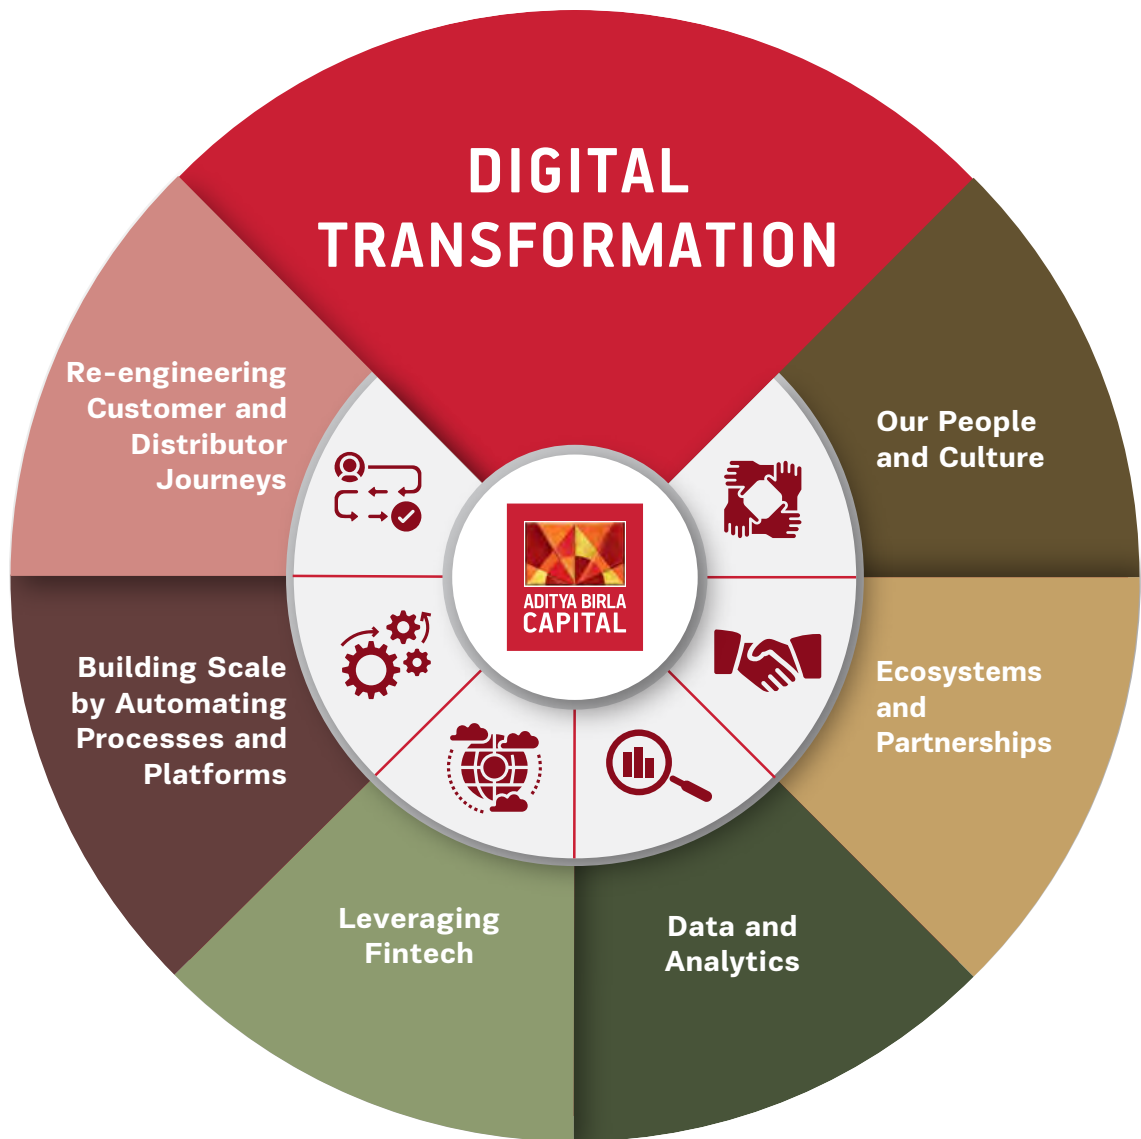 DIGITAL
TRANSFORMATION
Re-engineering
Customer and
Distributor
Journeys
Our People
and Culture
ADITYA BIRLA
CAPITAL
Building Scale
by Automating
Processes and
Platforms
Ecosystems
and
Partnerships
Leveraging
Fintech
Data and
Analytics